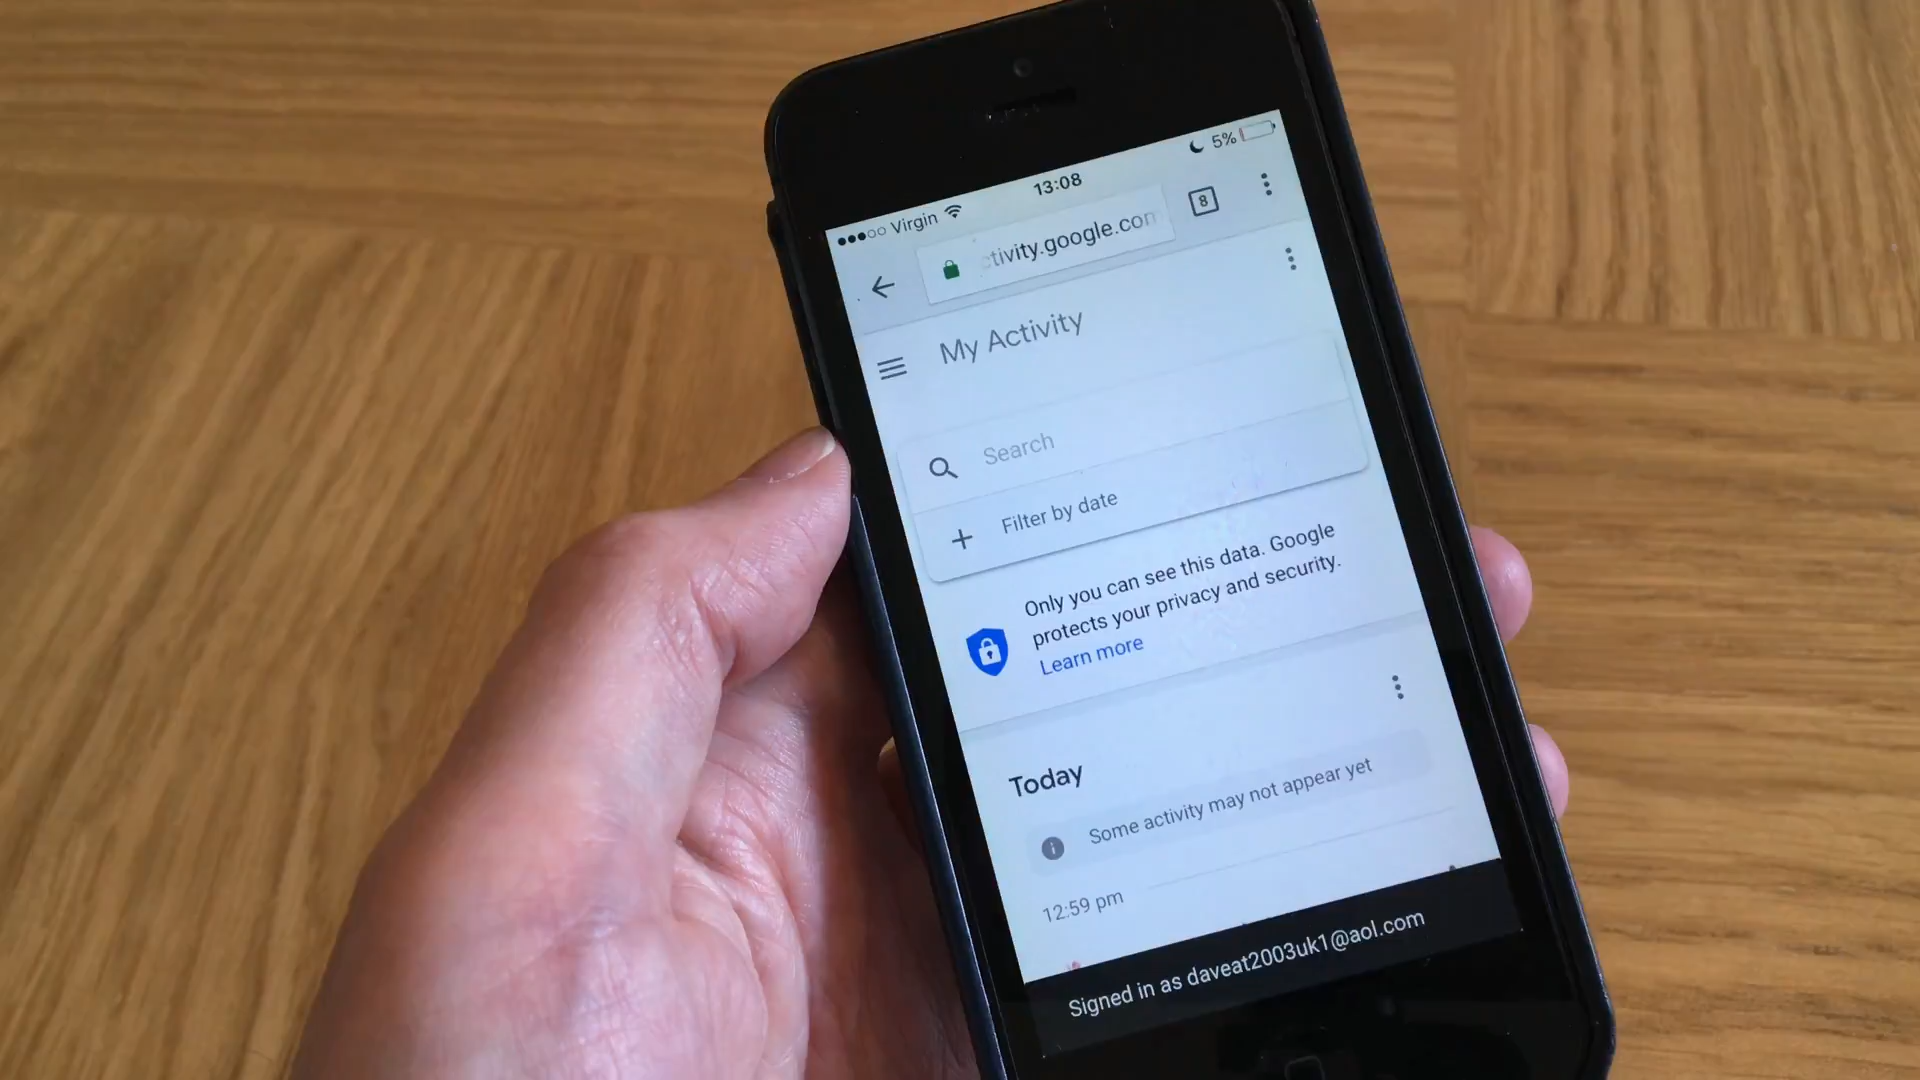 Virgin 13:08 5%
ctivity.google.con
8
My Activity
Search
Filter by date
Only you can see this data. Google
protects your privacy and security.
Learn more
Today
Some activity may not appear yet
12:59 pm
Signed in as daveat2003uk1@aol.com